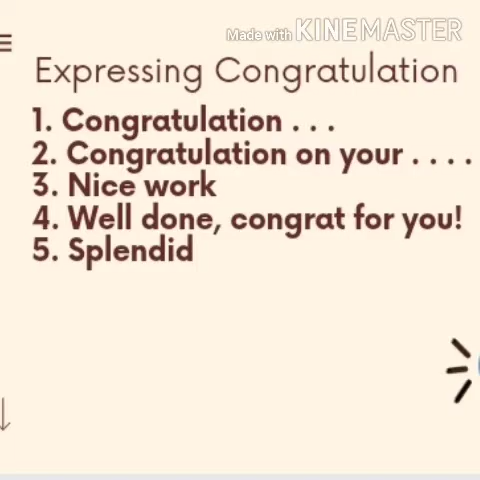 Made with KINEMASTER
Expressing Congratulation
1. Congratulation . . .
2. Congratulation on your . . . .
3. Nice work
4. Well done, congrat for you!
5. Splendid